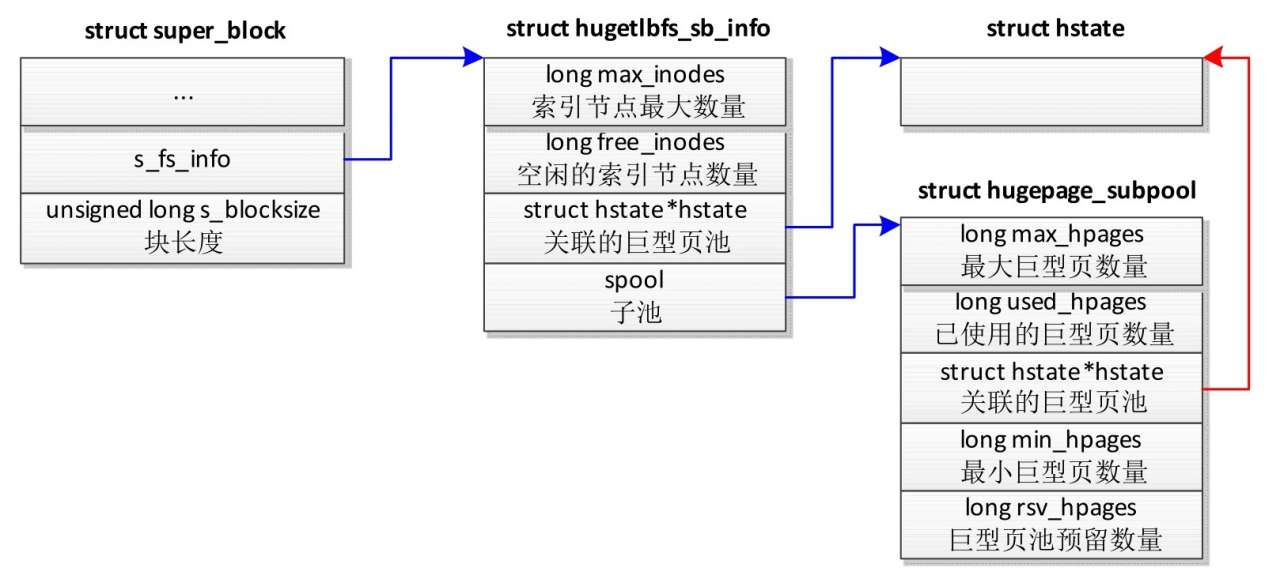 struct super_block
...
s_fs_info
unsigned long s_blocksize
块长度
struct hugetlbfs_sb_info
long max_inodes
索引节点最大数量
long free_inodes
空闲的索引节点数量
struct hstate*hstate
关联的巨型页池
spool
子池
struct hstate
struct hugepage_subpool
long max_hpages
最大巨型页数量
long used_hpages
已使用的巨型页数量
struct hstate*hstate
关联的巨型页池
long min_hpages
最小巨型页数量
long rsv_hpages
巨型页池预留数量